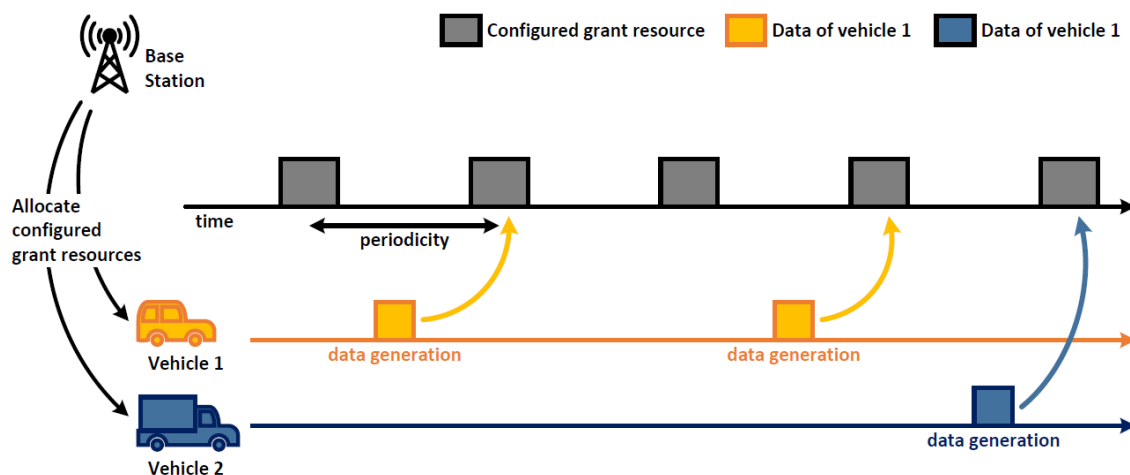 Configured grant resource
Data of vehicle 1
Data of vehicle 1
Base
Station
Allocate
configured
grant resources
time
periodicity
Vehicle 1
data generation
data generation
Vehicle 2
data generation